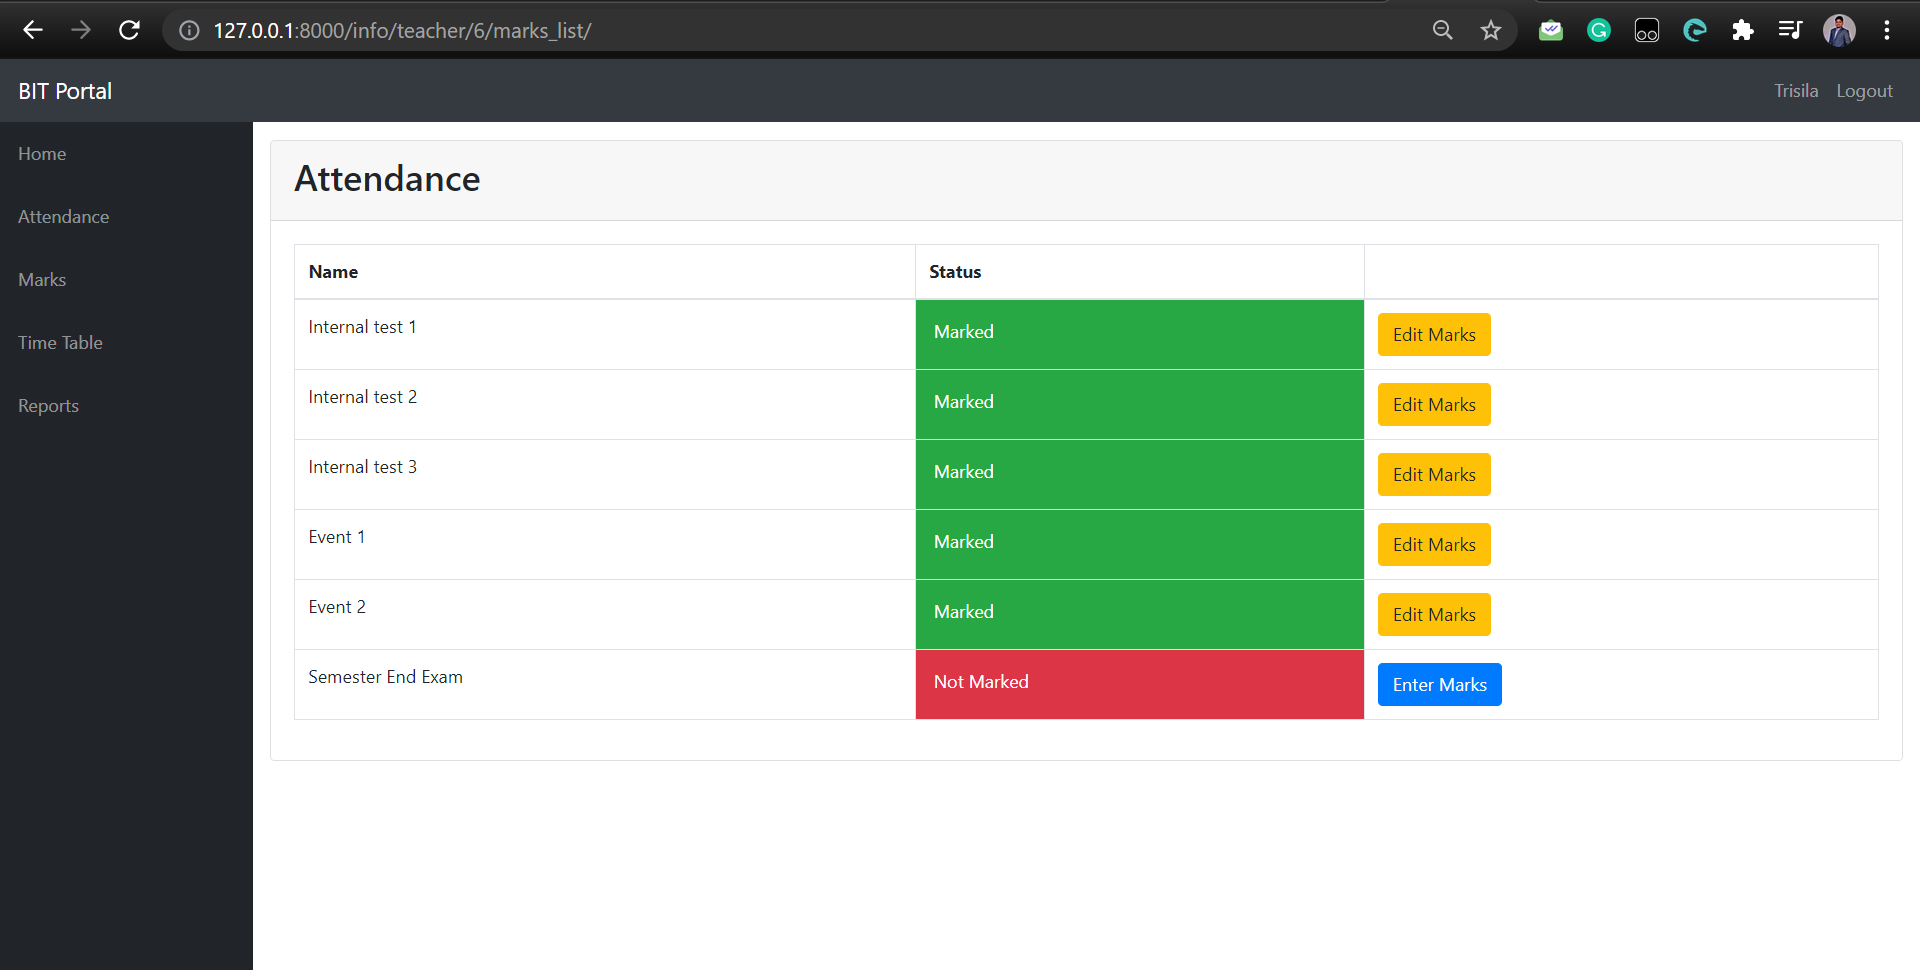 127.0.0.1:8000/info/teacher/6/marks_list/
BIT Portal
Trisila Logout
Home
Attendance
Marks
Time Table
Reports
Attendance
Name Status
Internal test 1 Marked Edit Marks
Internal test 2 Marked Edit Marks
Internal test 3 Marked Edit Marks
Event 1 Marked Edit Marks
Event 2 Marked Edit Marks
Semester End Exam Not Marked Enter Marks